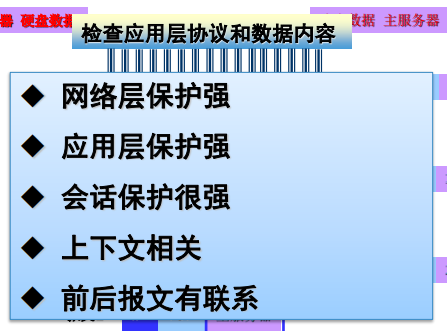 器 硬盘数据
数据 主服务器
检查应用层协议和数据内容
◆ 网络层保护强
◆ 应用层保护强
◆ 会话保护很强
◆ 上下文相关
◆ 前后报文有联系